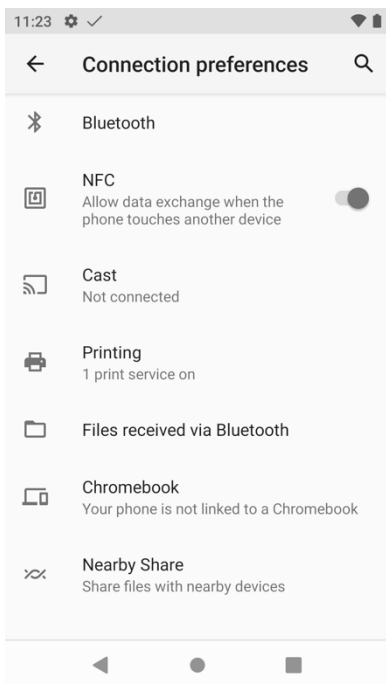 11:23
Connection preferences
Bluetooth
NFC
Allow data exchange when the
phone touches another device
Cast
Not connected
Printing
1 print service on
Files received via Bluetooth
Chromebook
Your phone is not linked to a Chromebook
Nearby Share
Share files with nearby devices